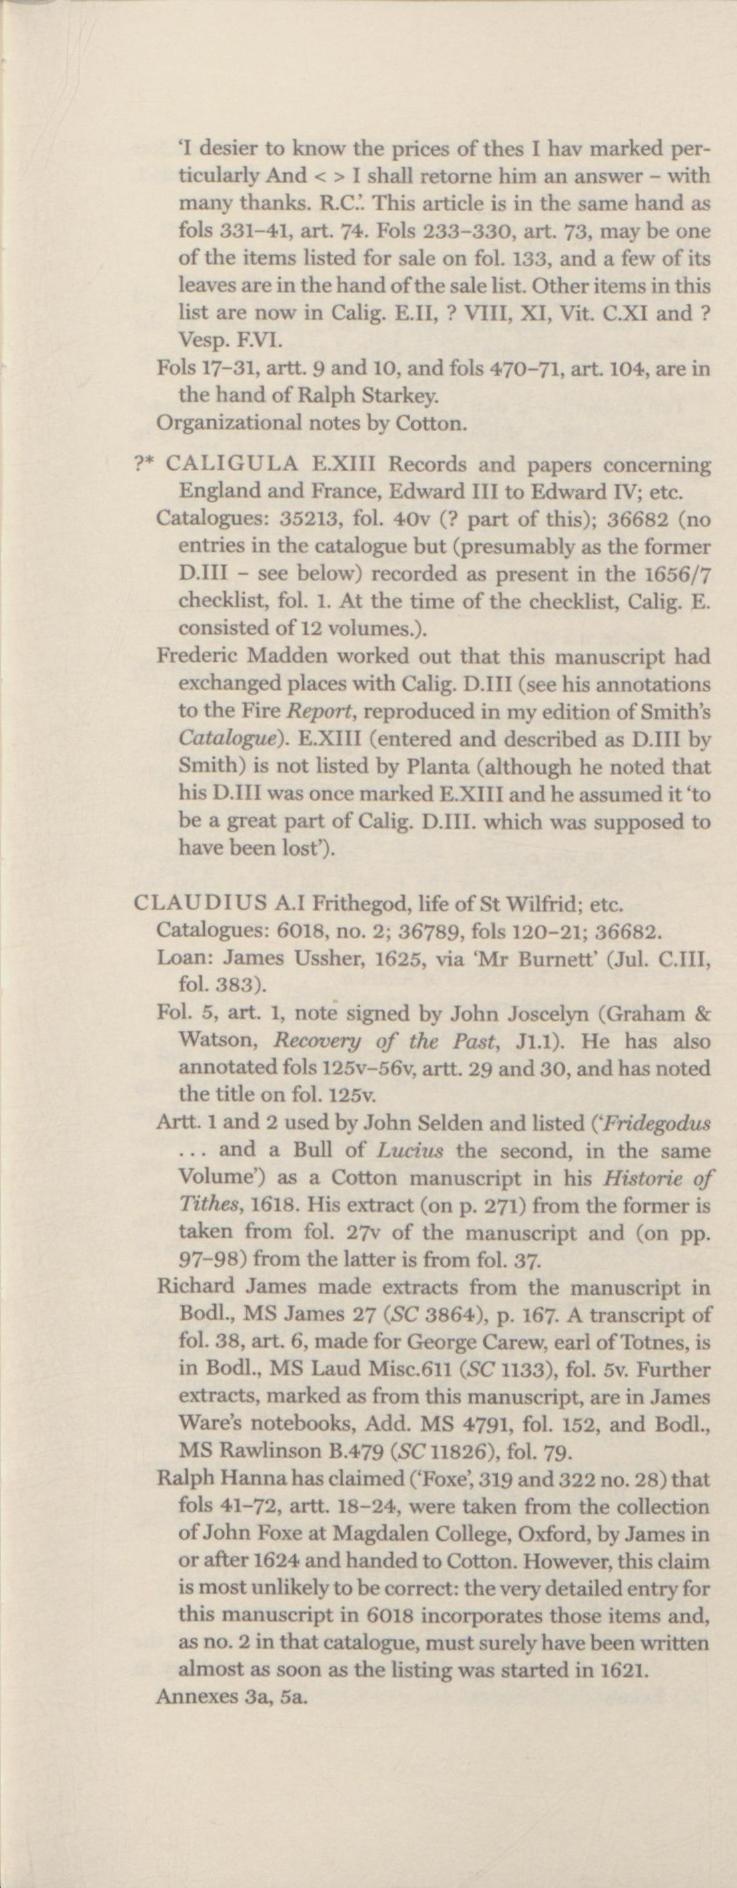 ‘I desier to know the prices of thes I hav marked per-
ticularly And < > I shall retorne him an answer – with
many thanks. R.C.’. This article is in the same hand as
fols 331–41, art. 74. Fols 233–330, art. 73, may be one
of the items listed for sale on fol. 133, and a few of its
leaves are in the hand of the sale list. Other items in this
list are now in Calig. E.II, ? VIII, XI, Vit. C.XI and ?
Vesp. F.VI.
Fols 17–31, artt. 9 and 10, and fols 470–71, art. 104, are in
the hand of Ralph Starkey.
Organizational notes by Cotton.
?* CALIGULA E.XIII Records and papers concerning
England and France, Edward III to Edward IV; etc.
Catalogues: 35213, fol. 40v (? part of this); 36682 (no
entries in the catalogue but (presumably as the former
D.III – see below) recorded as present in the 1656/7
checklist, fol. 1. At the time of the checklist, Calig. E.
consisted of 12 volumes.).
Frederic Madden worked out that this manuscript had
exchanged places with Calig. D.III (see his annotations
to the Fire Report, reproduced in my edition of Smith’s
Catalogue). E.XIII (entered and described as D.III by
Smith) is not listed by Planta (although he noted that
his D.III was once marked E.XIII and he assumed it ‘to
be a great part of Calig. D.III. which was supposed to
have been lost’).
CLAUDIUS A.I Frithegod, life of St Wilfrid; etc.
Catalogues: 6018, no. 2; 36789, fols 120–21; 36682.
Loan: James Ussher, 1625, via ‘Mr Burnett’ (Jul. C.III,
fol. 383).
Fol. 5, art. 1, note signed by John Joscelyn (Graham &
Watson, Recovery of the Past, J1.1). He has also
annotated fols 125v–56v, artt. 29 and 30, and has noted
the title on fol. 125v.
Artt. 1 and 2 used by John Selden and listed (‘Fridegodus
... and a Bull of Lucius the second, in the same
Volume’) as a Cotton manuscript in his Historie of
Tithes, 1618. His extract (on p. 271) from the former is
taken from fol. 27v of the manuscript and (on pp.
97–98) from the latter is from fol. 37.
Richard James made extracts from the manuscript in
Bodl., MS James 27 (SC 3864), p. 167. A transcript of
fol. 38, art. 6, made for George Carew, earl of Totnes, is
in Bodl., MS Laud Misc.611 (SC 1133), fol. 5v. Further
extracts, marked as from this manuscript, are in James
Ware’s notebooks, Add. MS 4791, fol. 152, and Bodl.,
MS Rawlinson B.479 (SC 11826), fol. 79.
Ralph Hanna has claimed (‘Foxe’, 319 and 322 no. 28) that
fols 41–72, artt. 18–24, were taken from the collection
of John Foxe at Magdalen College, Oxford, by James in
or after 1624 and handed to Cotton. However, this claim
is most unlikely to be correct: the very detailed entry for
this manuscript in 6018 incorporates those items and,
as no. 2 in that catalogue, must surely have been written
almost as soon as the listing was started in 1621.
Annexes 3a, 5a.